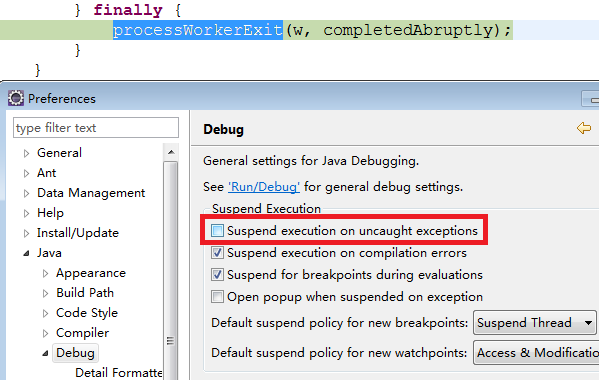 } finally {
processWorkerExit(w, completedAbruptly);
}
}
Preferences
type filter text
General
Ant
Data Management
Help
Install/Update
Java
Appearance
Build Path
Code Style
Compiler
Debug
Detail Formatte
Debug
General settings for Java Debugging.
See 'Run/Debug' for general debug settings.
Suspend Execution
Suspend execution on uncaught exceptions
Suspend execution on compilation errors
Suspend for breakpoints during evaluations
Open popup when suspended on exception
Default suspend policy for new breakpoints: Suspend Thread
Default suspend policy for new watchpoints: Access & Modificatio